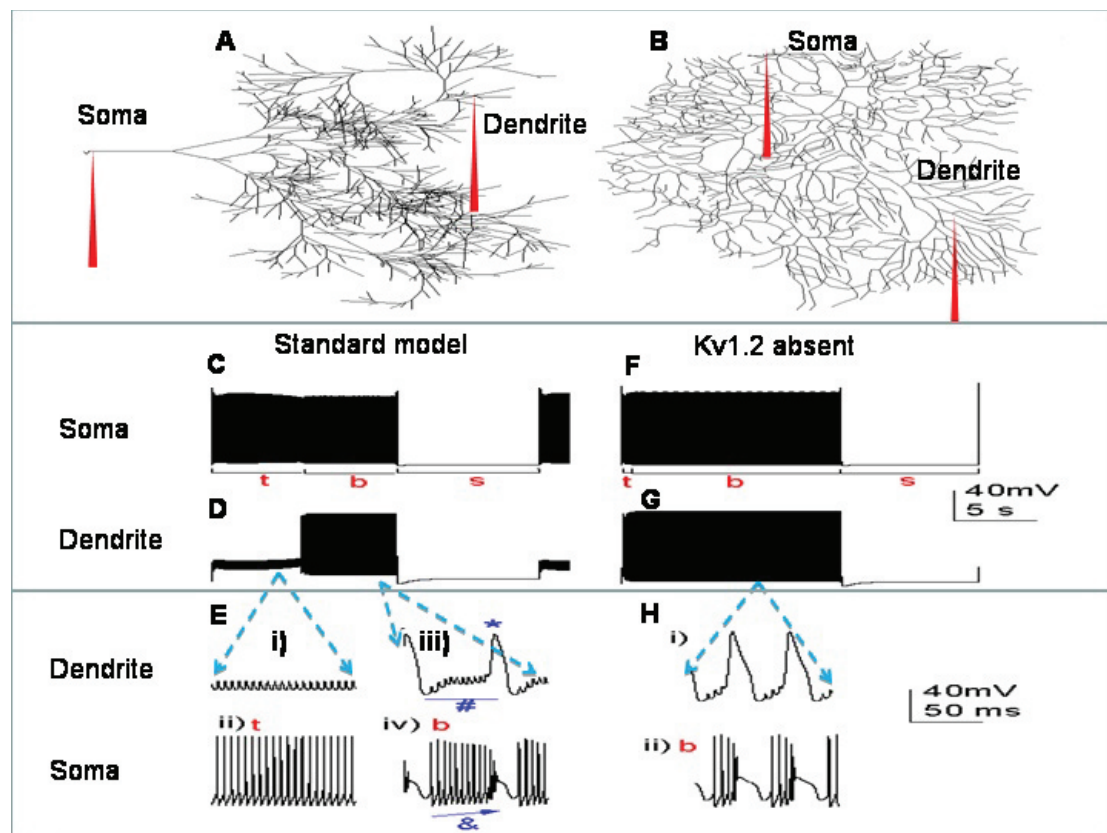 A
B
Soma
Soma
Dendrite
Dendrite
Standard model
Kv1.2 absent
C
F
Soma
t b s
t b s
40mV
5 s
D
G
Dendrite
E
H
i)
iii)
*
i)
Dendrite
#
40mV
50 ms
ii) t
iv) b
ii) b
Soma
&